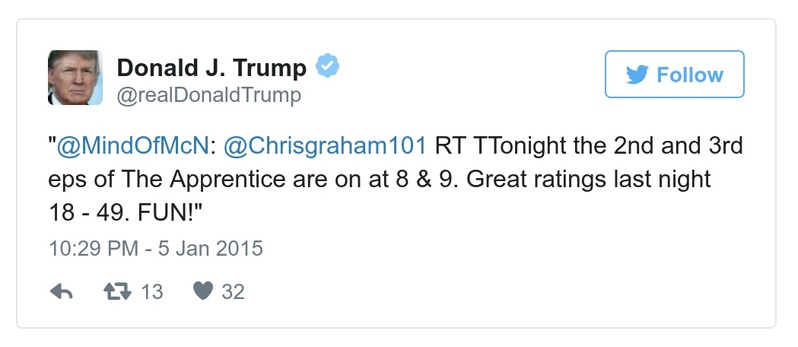 Donald J. Trump
Follow
@realDonaldTrump
"@MindOfMcN: @Chrisgraham101 RT TTonight the 2nd and 3rd
eps of The Apprentice are on at 8 & 9. Great ratings last night
18 - 49. FUN!"
10:29 PM - 5 Jan 2015
13 32